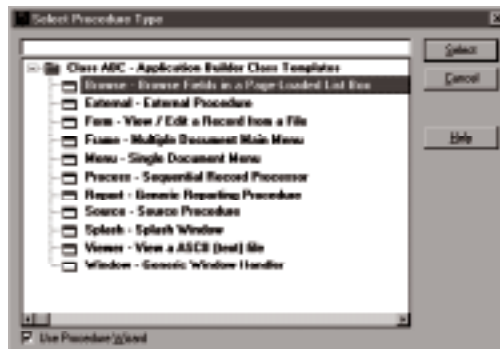 Select Procedure Type
Select
Class ABC - Application Builder Class Templates
Cancel
Browse - Browse Fields in a Page-Loaded List Box
External - External Procedure
Form - View / Edit a Record from a File
Frame - Multiple Document Main Menu
Help
Menu - Single Document Menu
Process - Sequential Record Processor
Report - Generic Reporting Procedure
Source - Source Procedure
Splash - Splash Window
Viewer - View a ASCII (text) file
Window - Generic Window Handler
Use Procedure Wizard